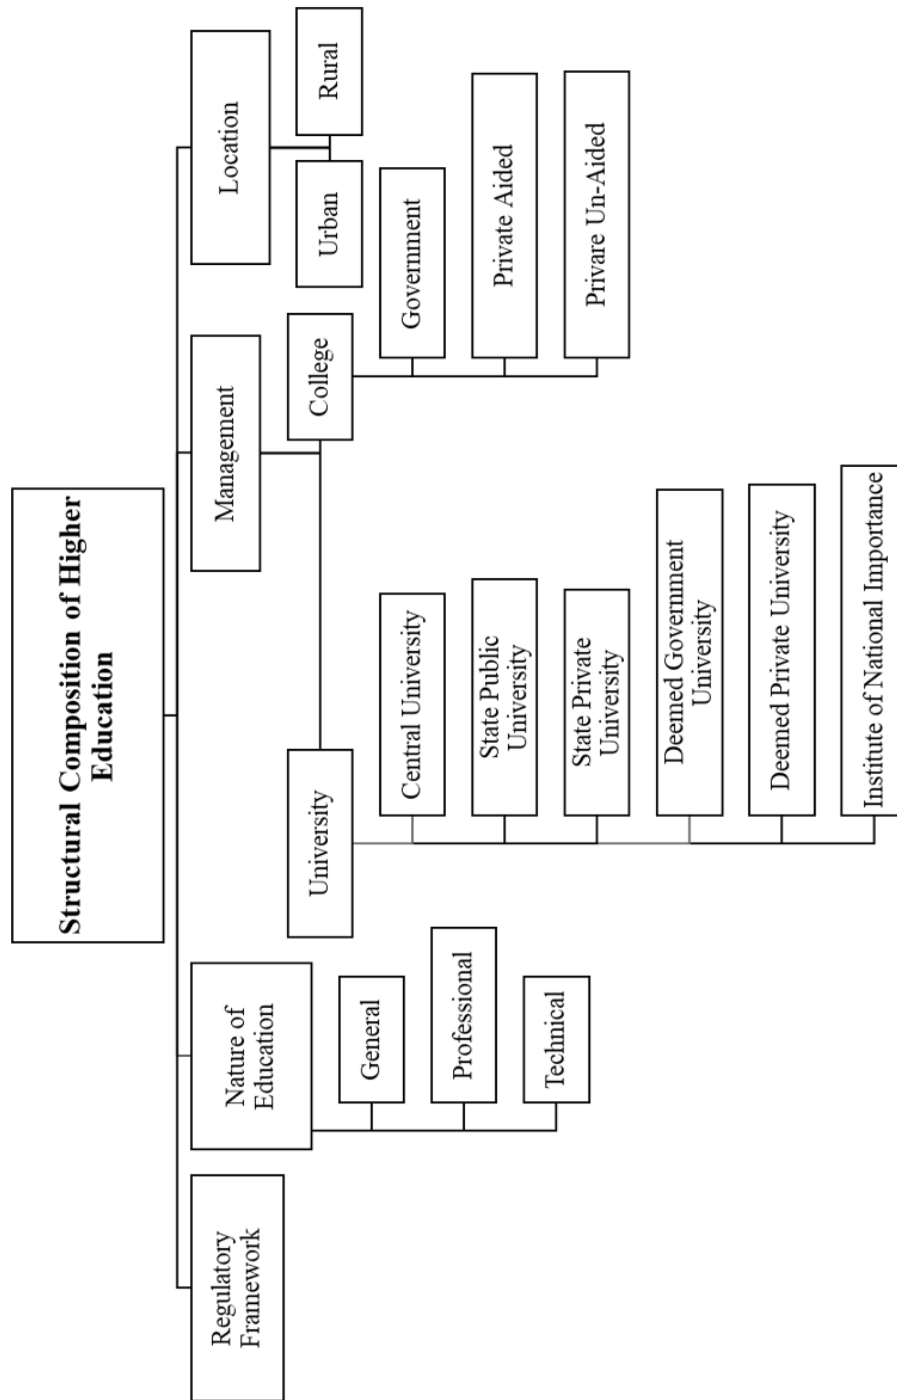 Structural Composition of Higher
Education
Regulatory
Framework
Nature of
Education
Management
Location
General
Professional
Technical
University
College
Central University
State Public
University
State Private
University
Deemed Government
University
Deemed Private University
Institute of National Importance
Government
Private Aided
Privare Un-Aided
Urban
Rural